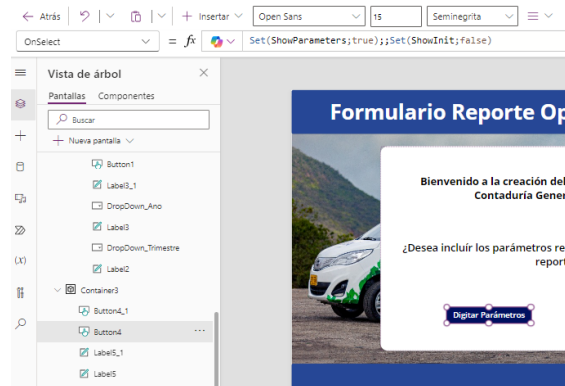 Atrás
Insertar
Open Sans
15
Seminegrita
OnSelect
= fx
Set(ShowParameters;true);;Set(ShowInit;false)
Vista de árbol
Pantallas Componentes
Buscar
Nueva pantalla
Button1
Label3_1
DropDown_Ano
Label3
DropDown_Trimestre
Label2
Container3
Button4_1
Button4
Label5_1
Label5
Formulario Reporte Op
Bienvenido a la creación del
Contaduría Gener
¿Desea incluír los parámetros re
report
Digitar Parámetros